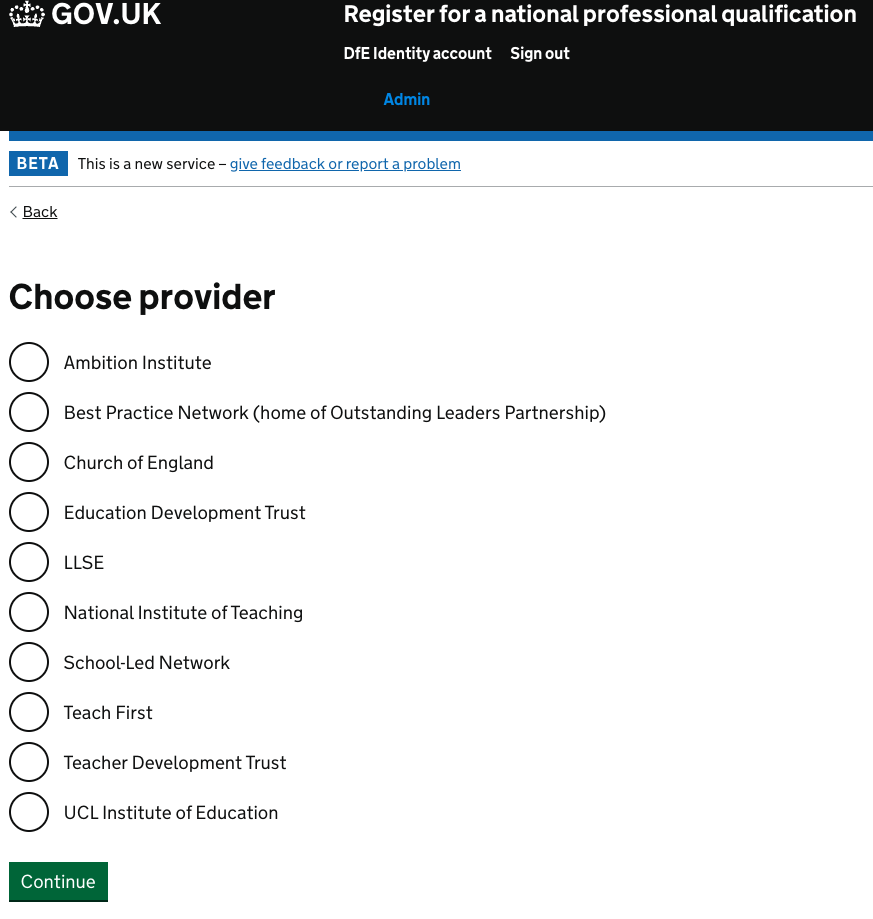 GOV.UK
Register for a national professional qualification
DfE Identity account Sign out
Admin
BETA This is a new service – give feedback or report a problem
Back
Choose provider
Ambition Institute
Best Practice Network (home of Outstanding Leaders Partnership)
Church of England
Education Development Trust
LLSE
National Institute of Teaching
School-Led Network
Teach First
Teacher Development Trust
UCL Institute of Education
Continue